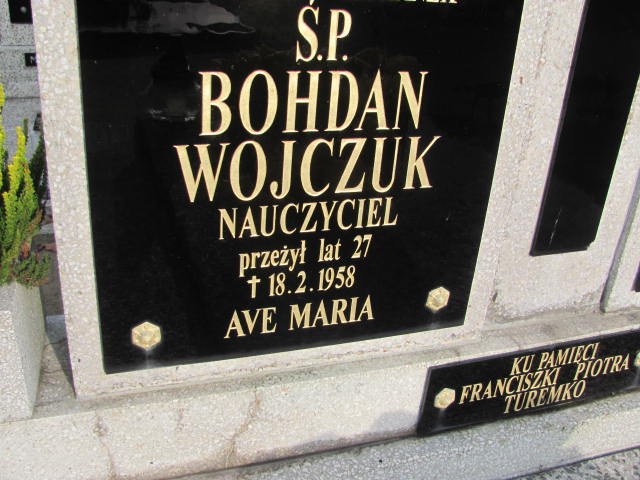 Ś.P.
BOHDAN
WOJCZUK
NAUCZYCIEL
przeżył lat 27
† 18.2.1958
AVE MARIA
KU PAMIĘCI
FRANCISZKI PIOTRA
TUREMKO